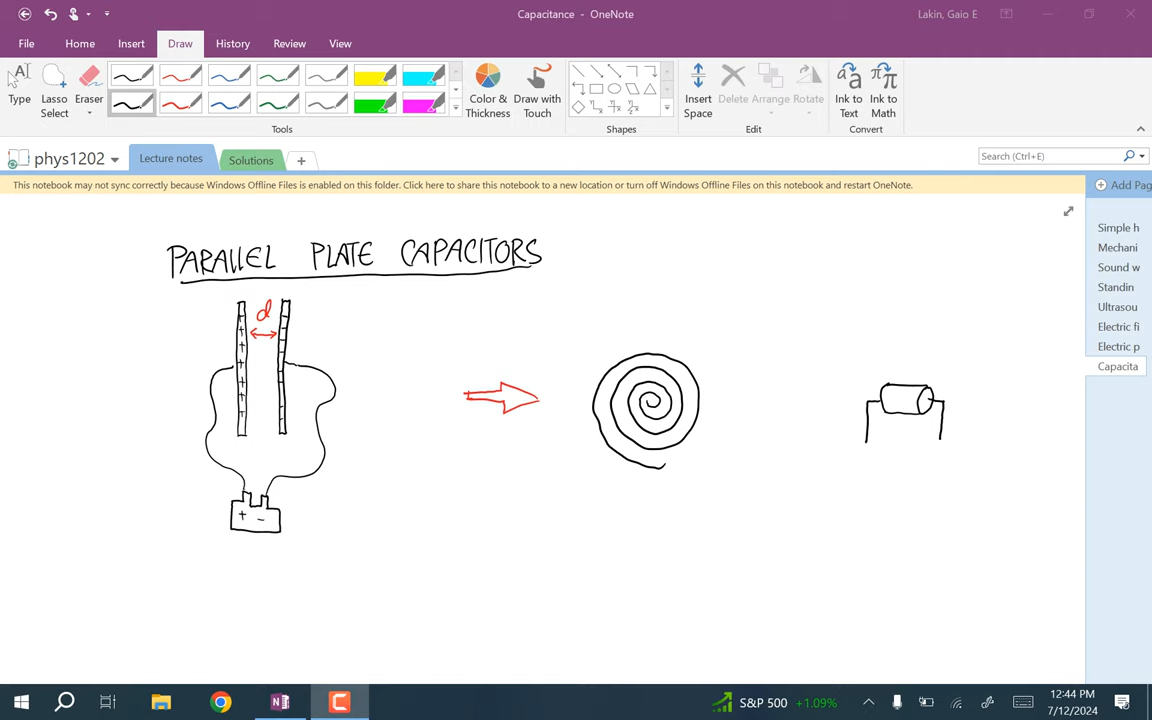 Capacitance - OneNote
Lakin, Gaio E
File Home Insert Draw History Review View
Type
Lasso Select
Eraser
Color & Thickness
Draw with Touch
Insert Space
Delete
Arrange
Rotate
Ink to Text
Ink to Math
Tools
Shapes
Edit
Convert
phys1202
Lecture notes
Solutions
Search (Ctrl+E)
This notebook may not sync correctly because Windows Offline Files is enabled on this folder. Click here to share this notebook to a new location or turn off Windows Offline Files on this notebook and restart OneNote.
Add Pag
Simple h
Mechani
Sound w
Standin
Ultrasou
Electric fi
Electric p
Capacita
PARALLEL PLATE CAPACITORS
d
+ -
S&P 500 +1.09%
12:44 PM
7/12/2024